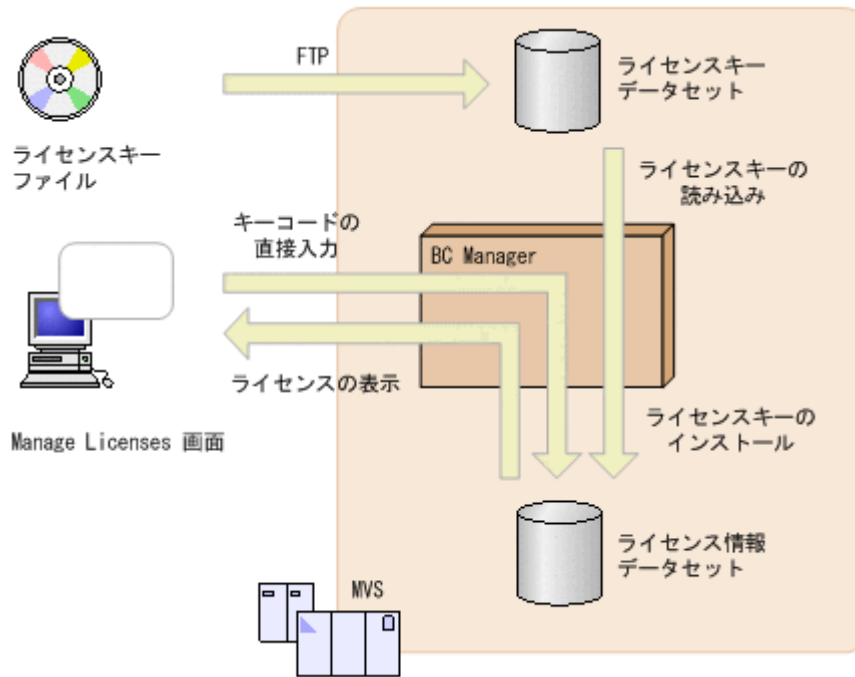 FTP
ライセンスキー
データセット
ライセンスキー
ファイル
ライセンスキーの
読み込み
キーコードの
直接入力
BC Manager
ライセンスの表示
Manage Licenses 画面
ライセンスキーの
インストール
ライセンス情報
データセット
MVS